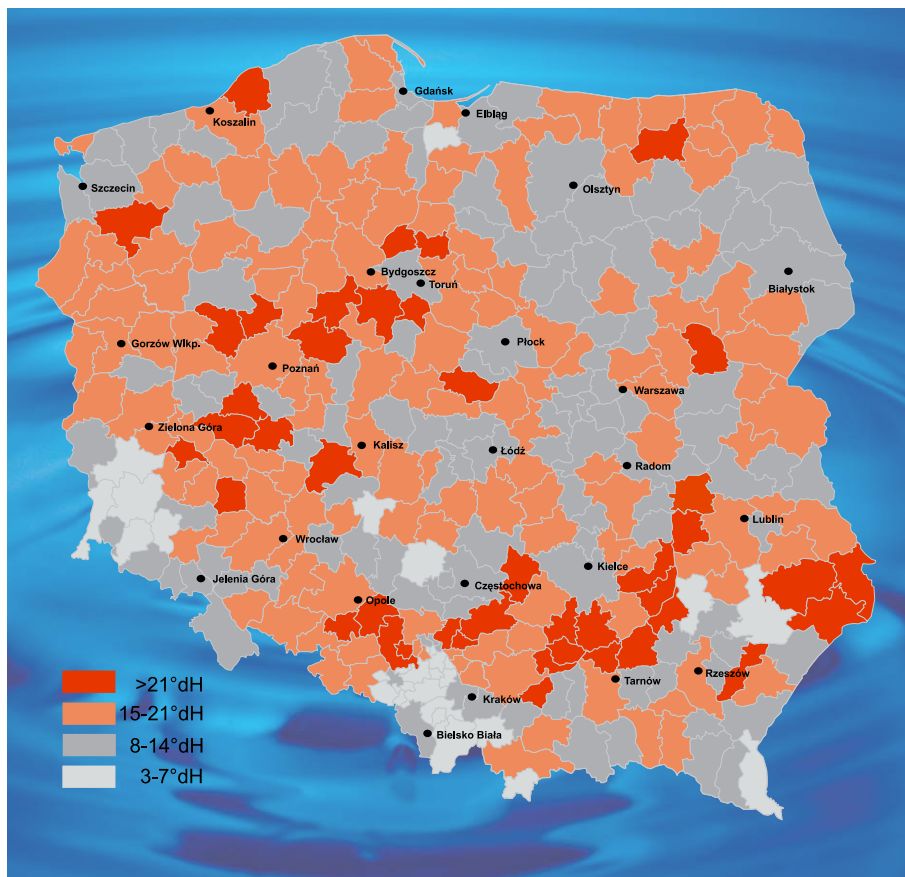 Gdańsk
Koszalin
Elbląg
Szczecin
Olsztyn
Bydgoszcz
Toruń
Białystok
Gorzów Wlkp.
Płock
Poznań
Warszawa
Zielona Góra
Kalisz
Łódź
Radom
Lublin
Wrocław
Kielce
Jelenia Góra
Częstochowa
Opole
Rzeszów
Tarnów
Kraków
Bielsko Biała
>21°dH
15-21°dH
8-14°dH
3-7°dH